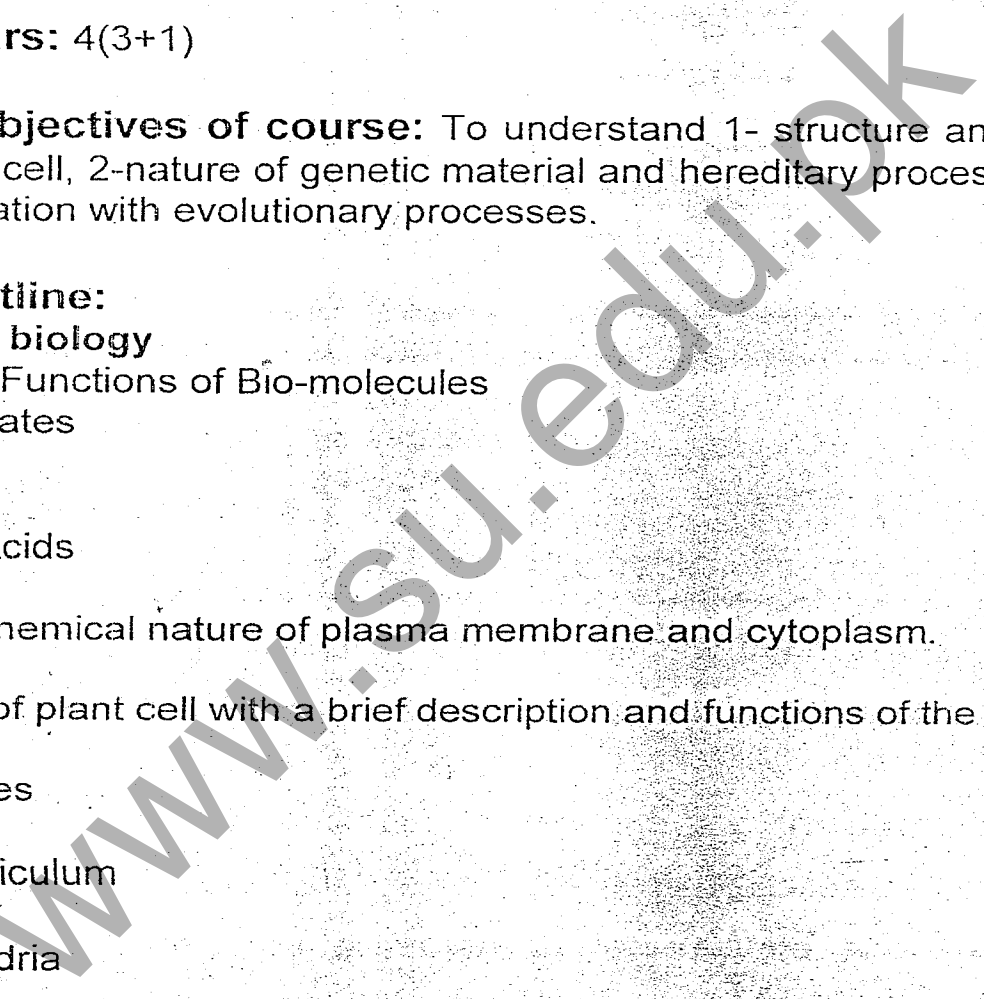 rs: 4(3+1)
bjectives of course: To understand 1- structure an
cell, 2-nature of genetic material and hereditary proces
ation with evolutionary processes.
tline:
biology
Functions of Bio-molecules
ates
cids
hemical nature of plasma membrane and cytoplasm.
of plant cell with a brief description and functions of the
es
iculum
dria
www.su.edu.pk